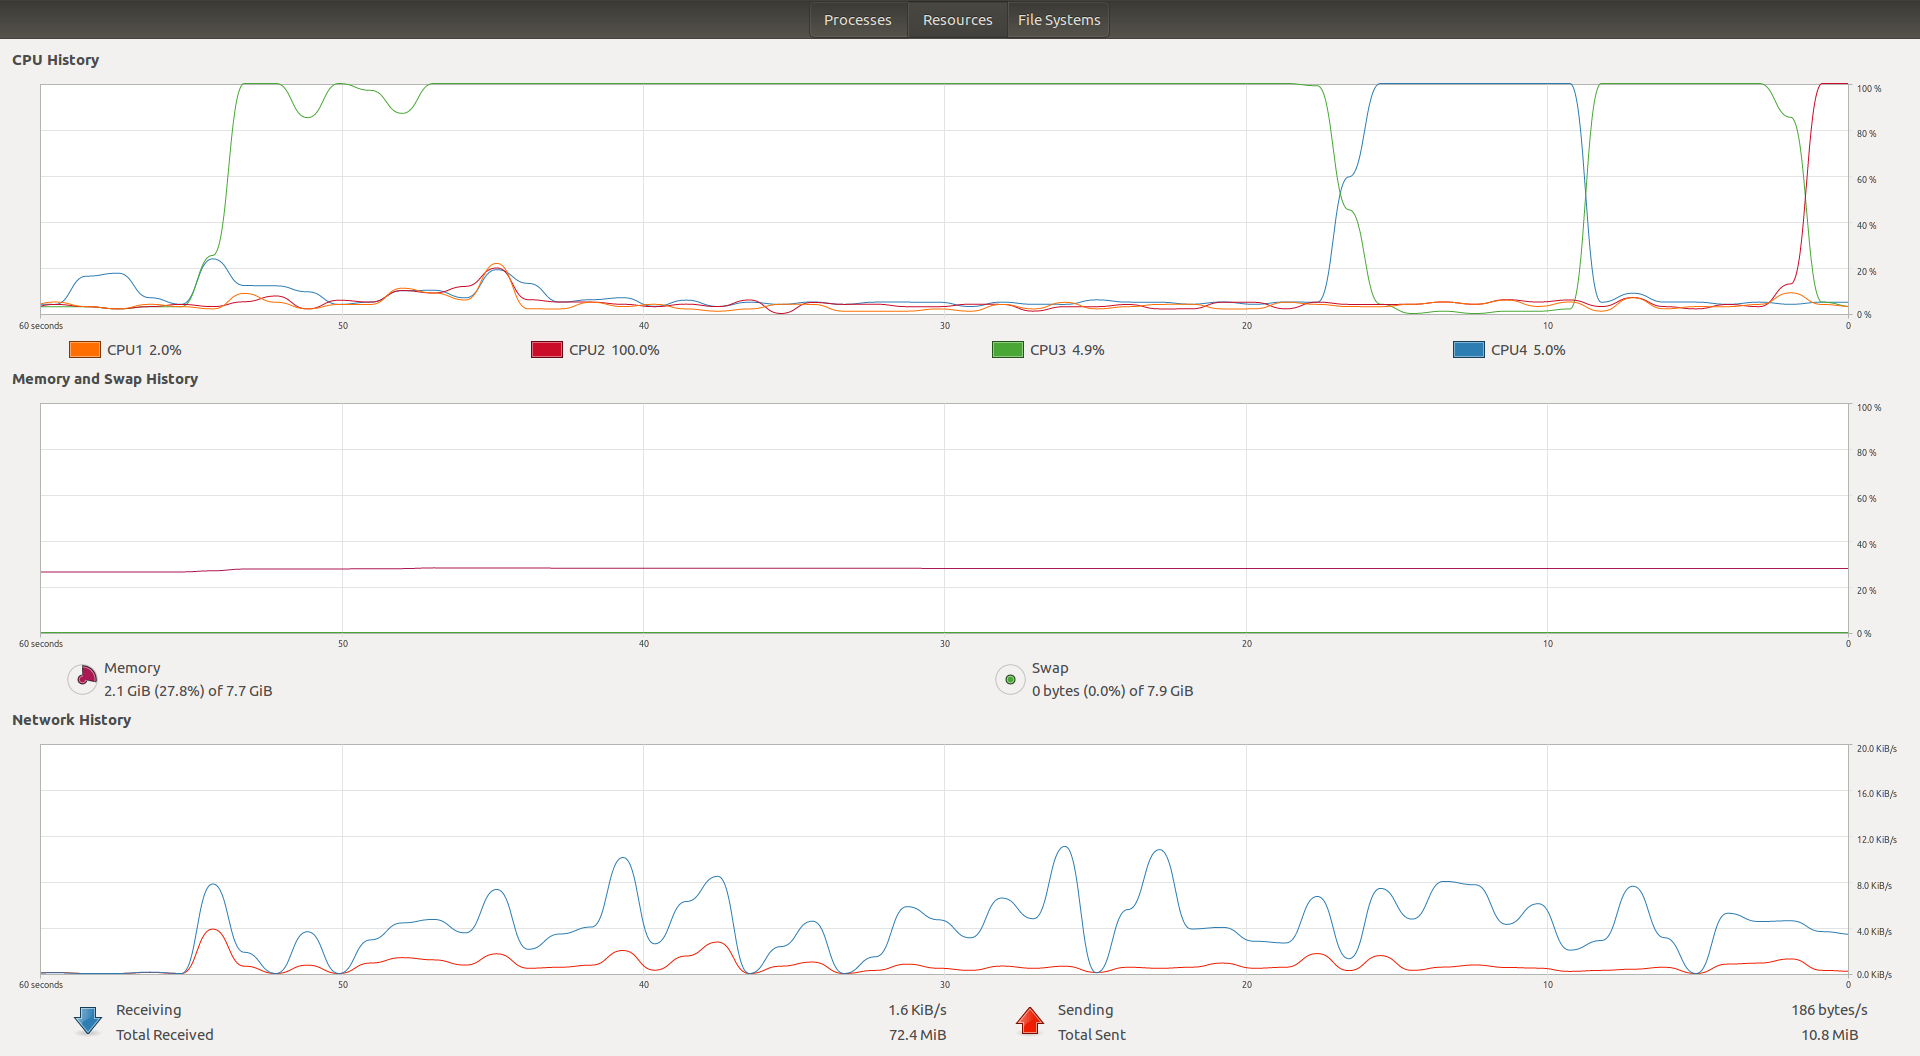 Processes Resources File Systems
CPU History
100 %
80 %
60 %
40 %
20 %
0 %
60 seconds 50 40 30 20 10 0
CPU1 2.0% CPU2 100.0% CPU3 4.9% CPU4 5.0%
Memory and Swap History
100 %
80 %
60 %
40 %
20 %
0 %
60 seconds 50 40 30 20 10 0
Memory Swap
2.1 GiB (27.8%) of 7.7 GiB 0 bytes (0.0%) of 7.9 GiB
Network History
20.0 KiB/s
16.0 KiB/s
12.0 KiB/s
8.0 KiB/s
4.0 KiB/s
0.0 KiB/s
60 seconds 50 40 30 20 10 0
Receiving 1.6 KiB/s Sending 186 bytes/s
Total Received 72.4 MiB Total Sent 10.8 MiB